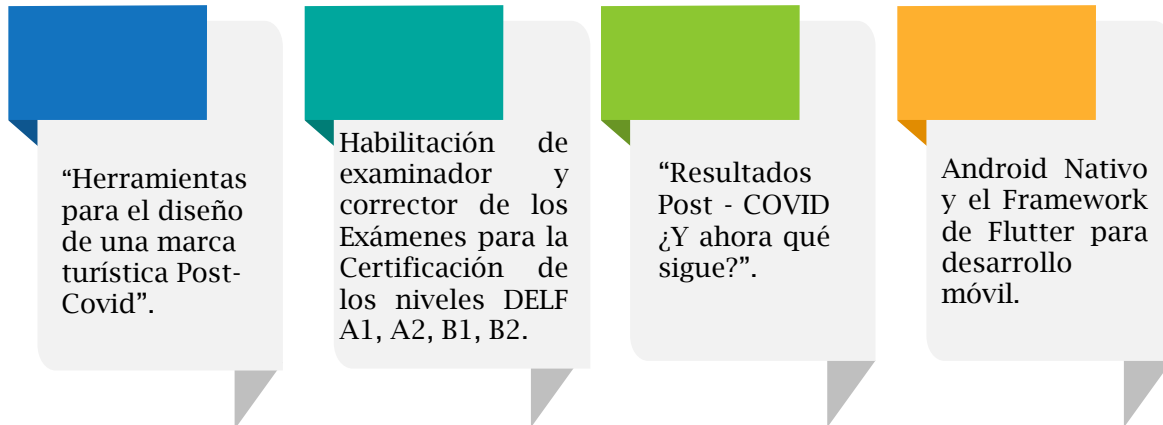 “Herramientas
para el diseño
de una marca
turística Post-
Covid”.
Habilitación de
examinador y
corrector de los
Exámenes para la
Certificación de
los niveles DELF
A1, A2, B1, B2.
“Resultados
Post - COVID
¿Y ahora qué
sigue?”.
Android Nativo
y el Framework
de Flutter para
desarrollo
móvil.